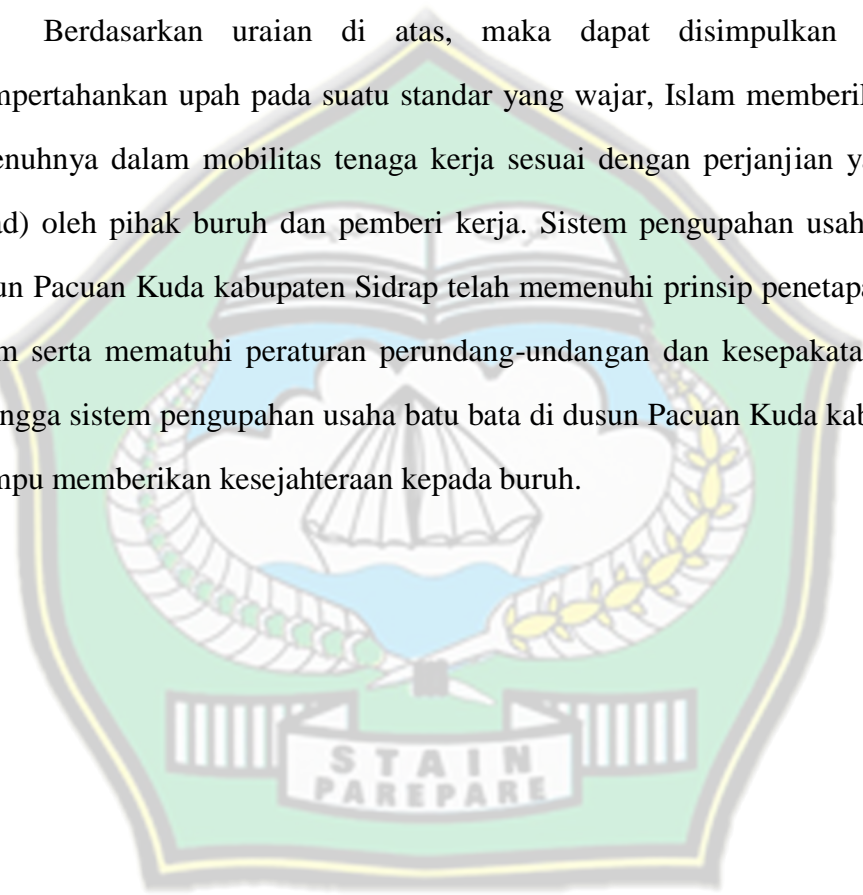 Berdasarkan uraian di atas, maka dapat disimpulkan
mpertahankan upah pada suatu standar yang wajar, Islam memberi
enuhnya dalam mobilitas tenaga kerja sesuai dengan perjanjian y
d) oleh pihak buruh dan pemberi kerja. Sistem pengupahan usah
un Pacuan Kuda kabupaten Sidrap telah memenuhi prinsip penetapa
m serta mematuhi peraturan perundang-undangan dan kesepakata
ngga sistem pengupahan usaha batu bata di dusun Pacuan Kuda kab
mpu memberikan kesejahteraan kepada buruh.
STAIN
PAREPARE